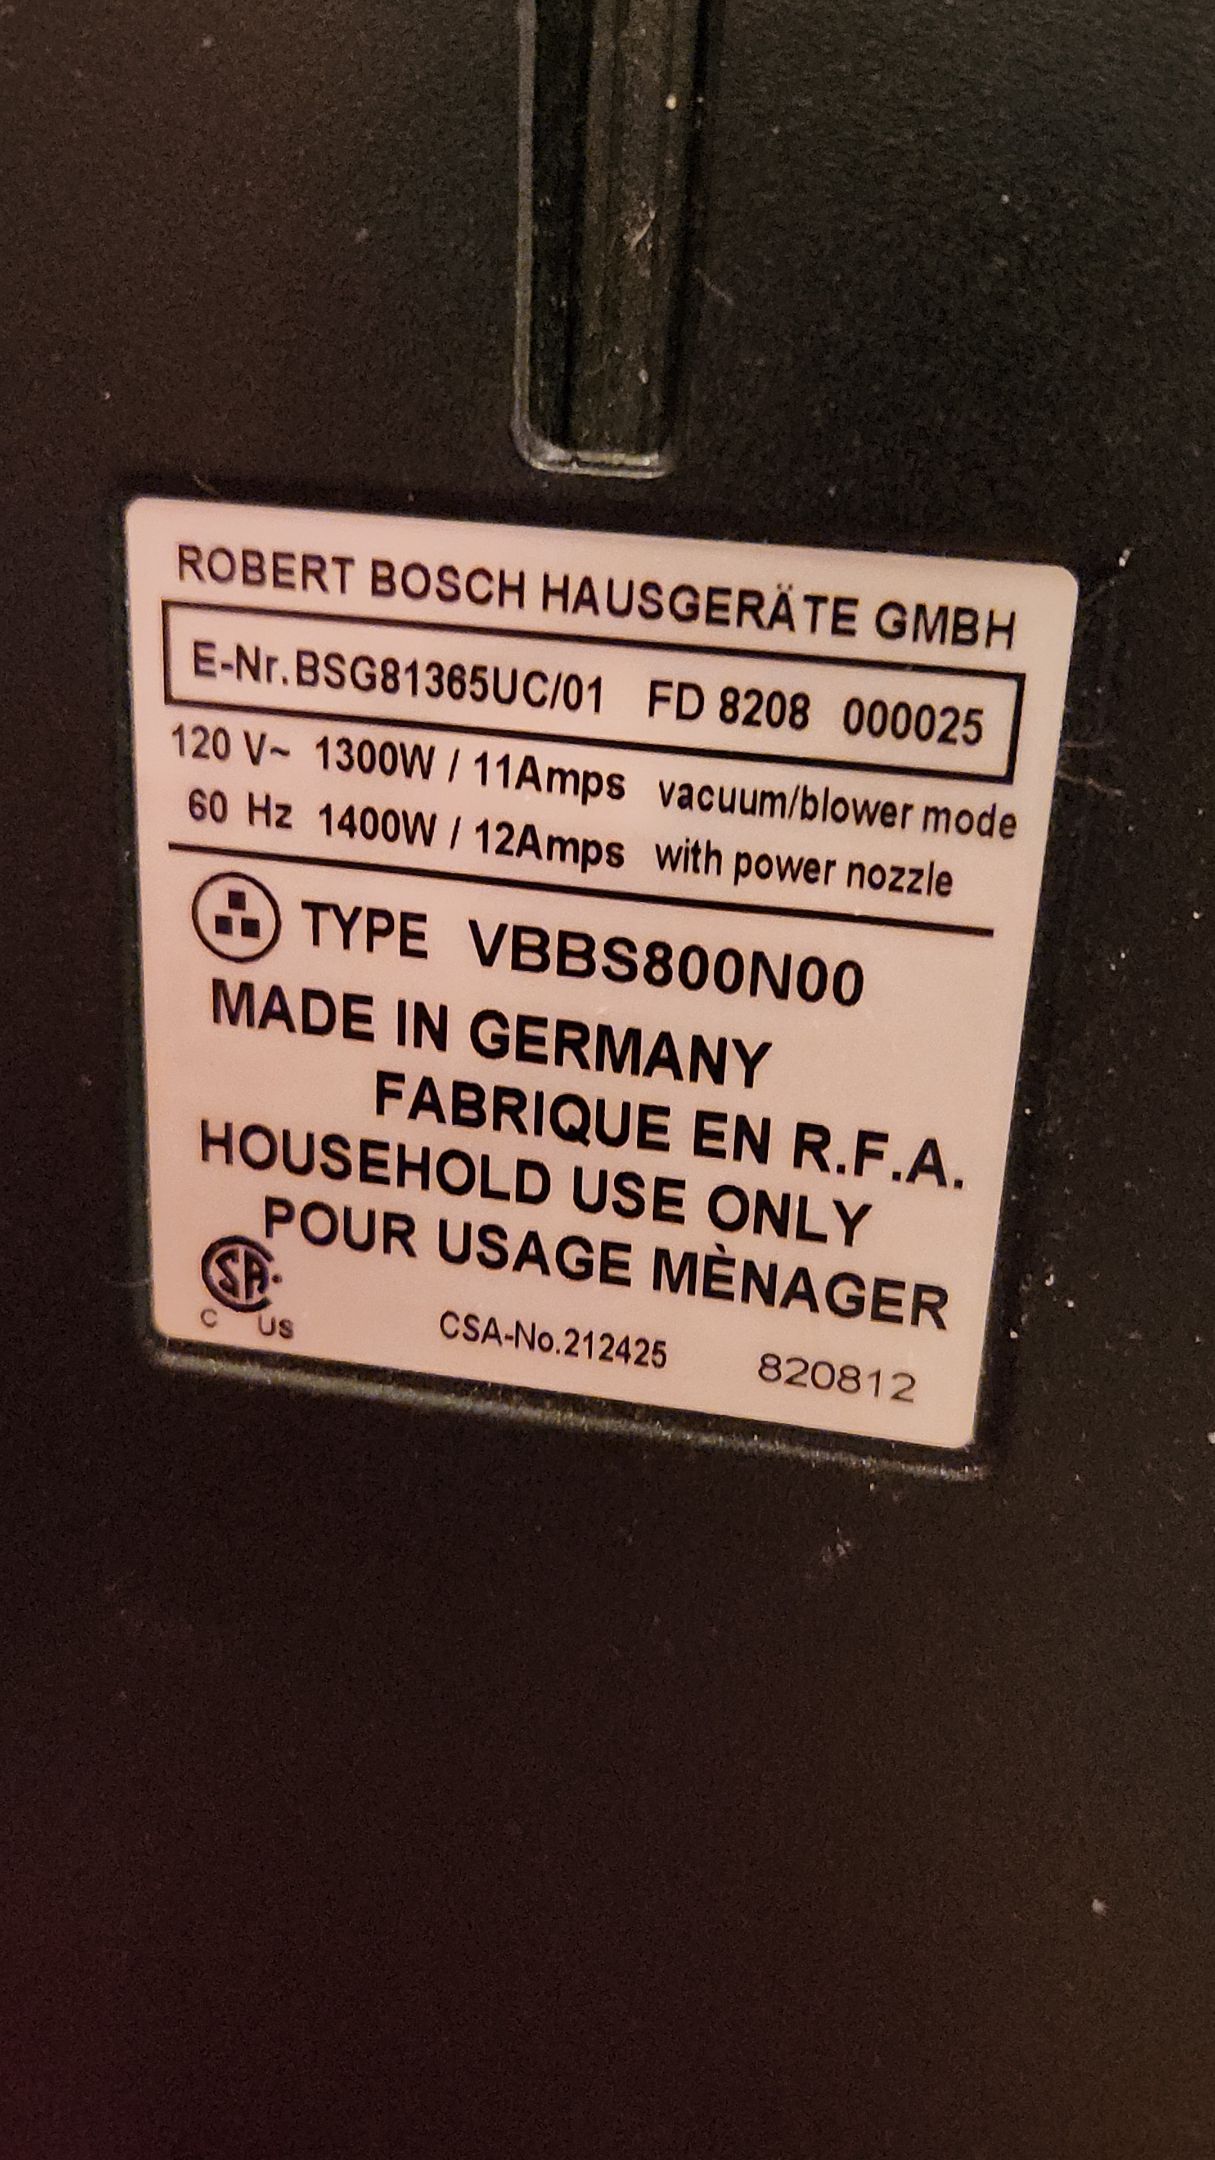 ROBERT BOSCH HAUSGERÄTE GMBH
E-Nr.BSG81365UC/01 FD 8208 000025
120 V~ 1300W / 11Amps vacuum/blower mode
60 Hz 1400W / 12Amps with power nozzle
TYPE VBBS800N00
MADE IN GERMANY
FABRIQUE EN R.F.A.
HOUSEHOLD USE ONLY
POUR USAGE MÈNAGER
SA
C US
CSA-No.212425 820812